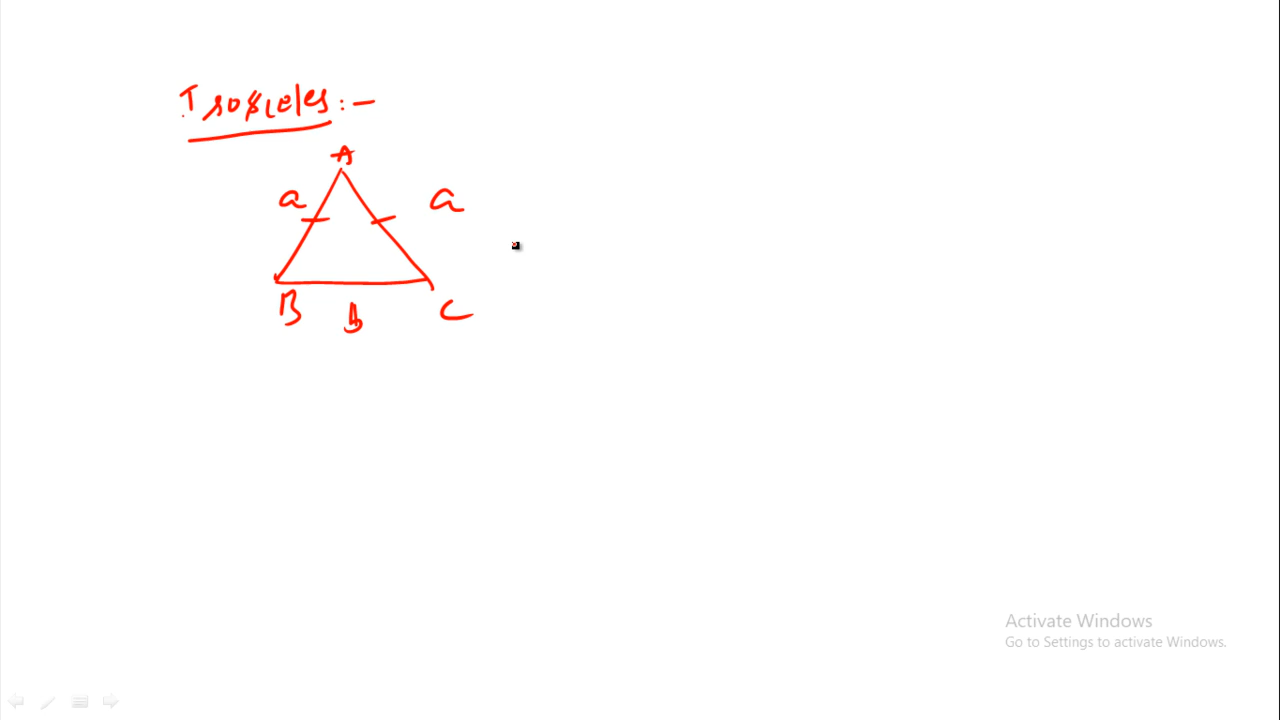 Isosceles :-
A
a a
B b C
Activate Windows
Go to Settings to activate Windows.